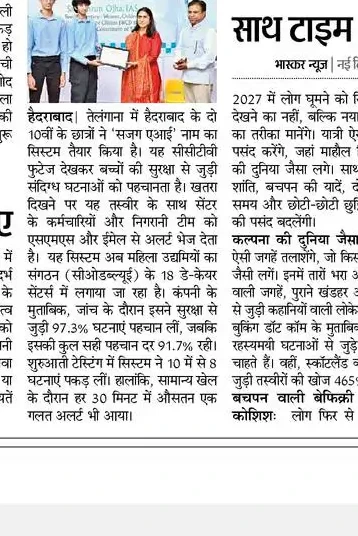 हैदराबाद| तेलंगाना में हैदराबाद के दो
10वीं के छात्रों ने ‘सजग एआई’ नाम का
सिस्टम तैयार किया है। यह सीसीटीवी
फुटेज देखकर बच्चों की सुरक्षा से जुड़ी
संदिग्ध घटनाओं को पहचानता है। खतरा
दिखने पर यह तस्वीर के साथ सेंटर
के कर्मचारियों और निगरानी टीम को
एसएमएस और ईमेल से अलर्ट भेज देता
है। यह सिस्टम अब महिला उद्यमियों का
संगठन (सीओडब्ल्यूई) के 18 डे-केयर
सेंटर्स में लगाया जा रहा है। कंपनी के
मुताबिक, जांच के दौरान इसने सुरक्षा से
जुड़ी 97.3% घटनाएं पहचान लीं, जबकि
इसकी कुल सही पहचान दर 91.7% रही।
शुरुआती टेस्टिंग में सिस्टम ने 10 में से 8
घटनाएं पकड़ लीं। हालांकि, सामान्य खेल
के दौरान हर 30 मिनट में औसतन एक
गलत अलर्ट भी आया।
साथ टाइम
भास्कर न्यूज | नई
2027 में लोग घूमने को
देखने का नहीं, बल्कि
का तरीका मानेंगे। यात्री
पसंद करेंगे, जहां माहौल
की दुनिया जैसा लगे। साथ
शांति, बचपन की यादें,
समय और छोटी-छोटी
की पसंद बदलेंगी।
कल्पना की दुनिया जैसा
ऐसी जगहें तलाशेंगे, जो
जैसी लगें। इनमें तारों भरा
वाली जगहें, पुराने खंडहर
से जुड़ी कहानियों वाली
बुकिंग डॉट कॉम के
रहस्यमयी घटनाओं से
चाहते हैं। वहीं, स्कॉटलैंड
जुड़ी तस्वीरों की खोज 465
बचपन वाली बेफिक्री
कोशिशः लोग फिर से